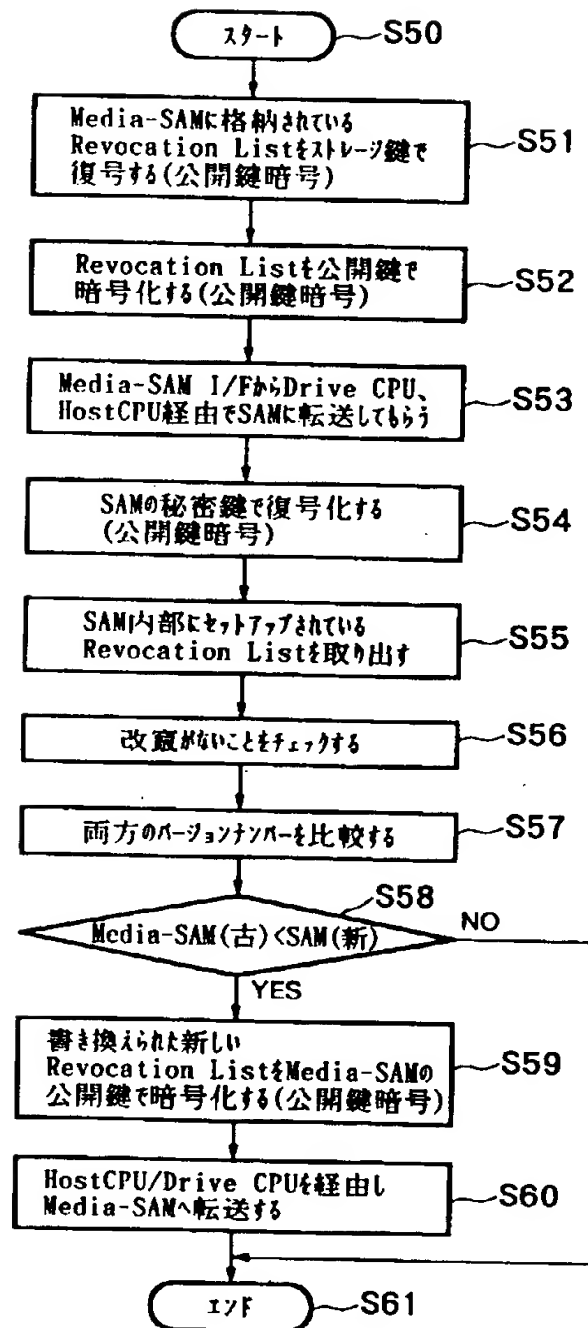 スタート
S50
Media-SAMに格納されている
Revocation Listをストレージ鍵で
復号する(公開鍵暗号)
S51
Revocation Listを公開鍵で
暗号化する(公開鍵暗号)
S52
Media-SAM I/FからDrive CPU、
HostCPU経由でSAMに転送してもらう
S53
SAMの秘密鍵で復号化する
(公開鍵暗号)
S54
SAM内部にセットアップされている
Revocation Listを取り出す
S55
改竄がないことをチェックする
S56
両方のバージョンナンバーを比較する
S57
S58
Media-SAM(古)<SAM(新)
NO
YES
書き換えられた新しい
Revocation ListをMedia-SAMの
公開鍵で暗号化する(公開鍵暗号)
S59
HostCPU/Drive CPUを経由し
Media-SAMへ転送する
S60
エンド
S61